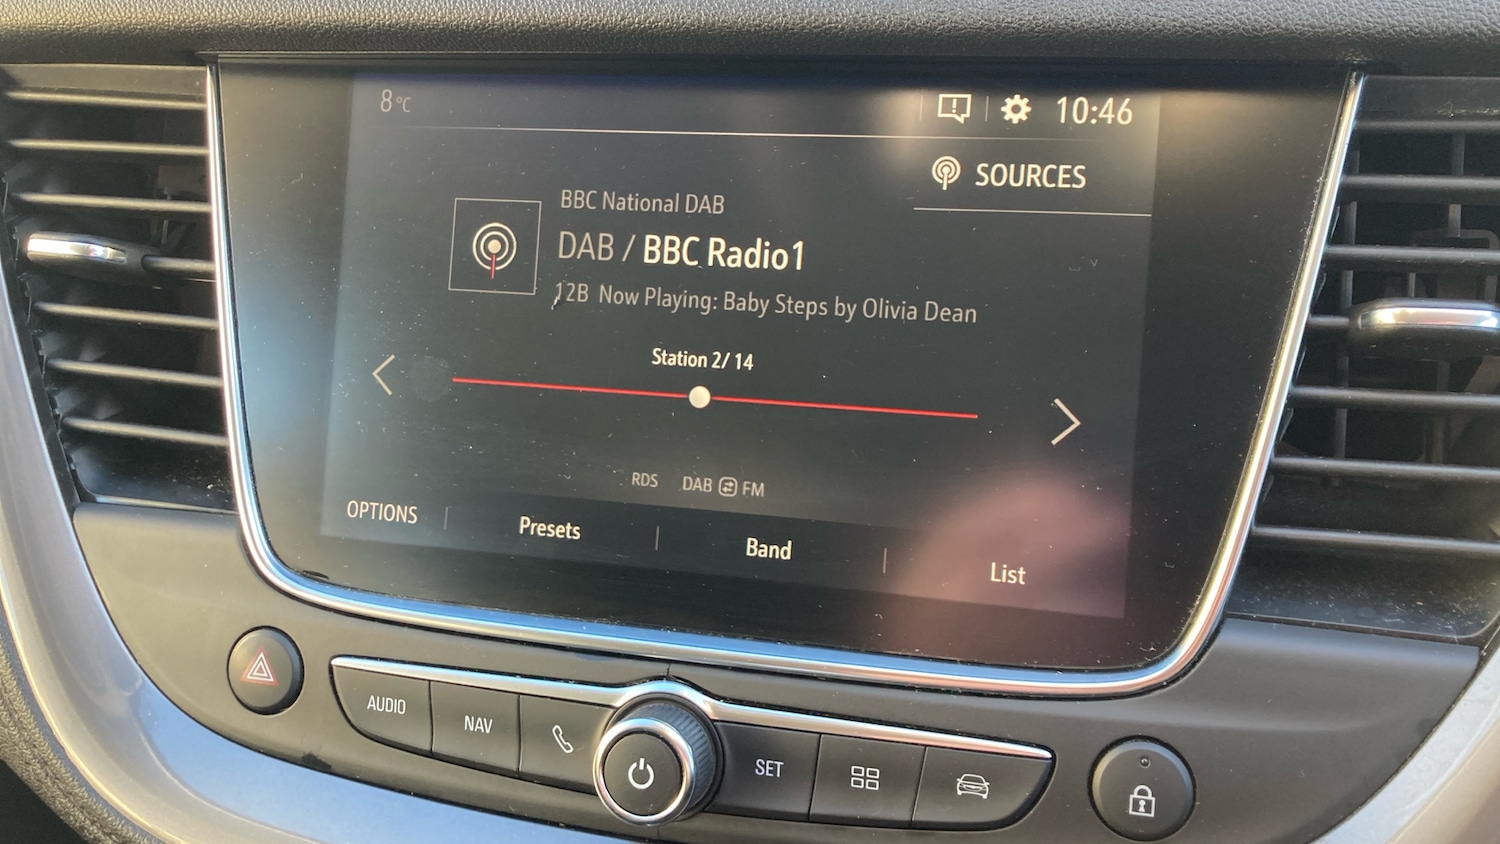 8°C 10:46
SOURCES
BBC National DAB
DAB / BBC Radio1
12B Now Playing: Baby Steps by Olivia Dean
Station 2/ 14
RDS DAB FM
OPTIONS Presets Band List
AUDIO NAV SET